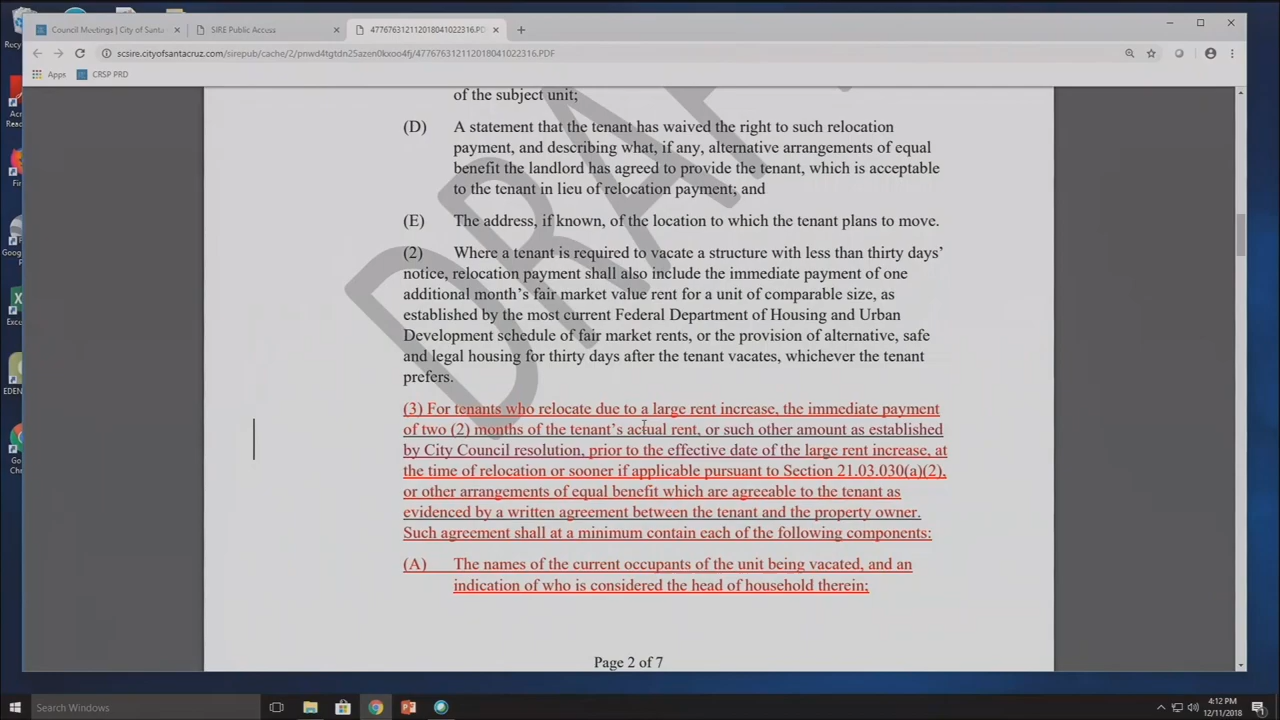 Council Meetings | City of Santa
SIRE Public Access
4776763121120180410223​16.PDF
scsire.cityofsantacruz.com/sirepub/cache/2/pnwd4tgtdn25azen0kxoo4fj/477676312112018041022316.PDF
Apps
CRSP PRD
DRAFT
of the subject unit;
(D) A statement that the tenant has waived the right to such relocation
payment, and describing what, if any, alternative arrangements of equal
benefit the landlord has agreed to provide the tenant, which is acceptable
to the tenant in lieu of relocation payment; and
(E) The address, if known, of the location to which the tenant plans to move.
(2) Where a tenant is required to vacate a structure with less than thirty days’
notice, relocation payment shall also include the immediate payment of one
additional month’s fair market value rent for a unit of comparable size, as
established by the most current Federal Department of Housing and Urban
Development schedule of fair market rents, or the provision of alternative, safe
and legal housing for thirty days after the tenant vacates, whichever the tenant
prefers.
(3) For tenants who relocate due to a large rent increase, the immediate payment
of two (2) months of the tenant’s actual rent, or such other amount as established
by City Council resolution, prior to the effective date of the large rent increase, at
the time of relocation or sooner if applicable pursuant to Section 21.03.030(a)(2),
or other arrangements of equal benefit which are agreeable to the tenant as
evidenced by a written agreement between the tenant and the property owner.
Such agreement shall at a minimum contain each of the following components:
(A) The names of the current occupants of the unit being vacated, and an
indication of who is considered the head of household therein;
Page 2 of 7
Search Windows
4:12 PM
12/11/2018